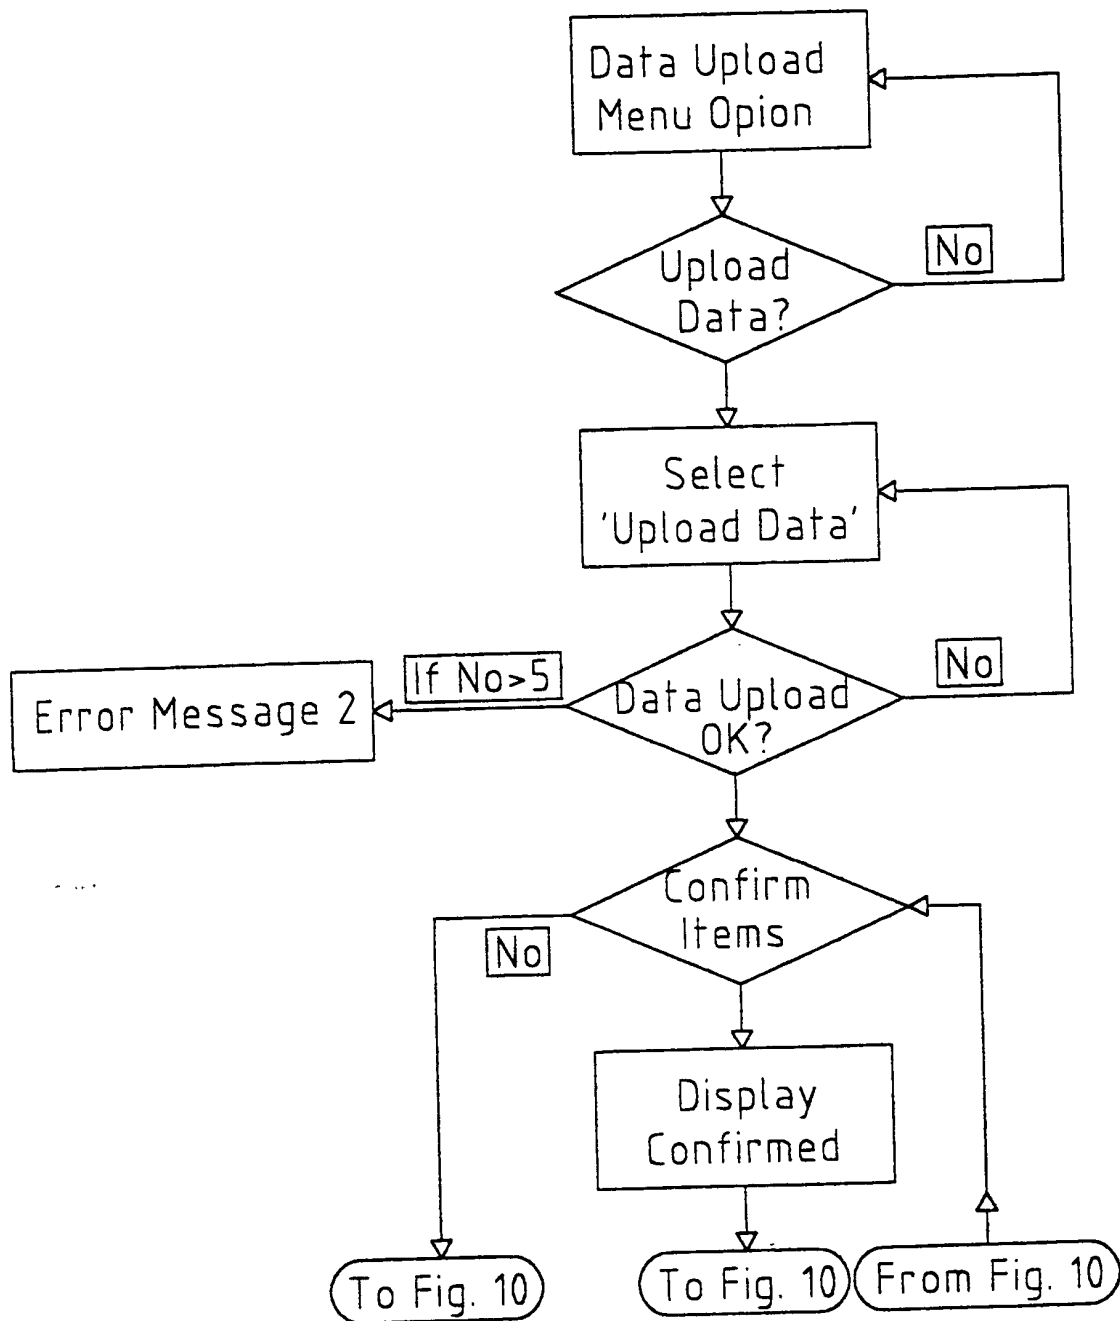 Data Upload
Menu Opion
Upload
Data?
No
Select
'Upload Data'
Data Upload
OK?
No
If No>5
Error Message 2
Confirm
Items
No
Display
Confirmed
To Fig. 10
To Fig. 10
From Fig. 10